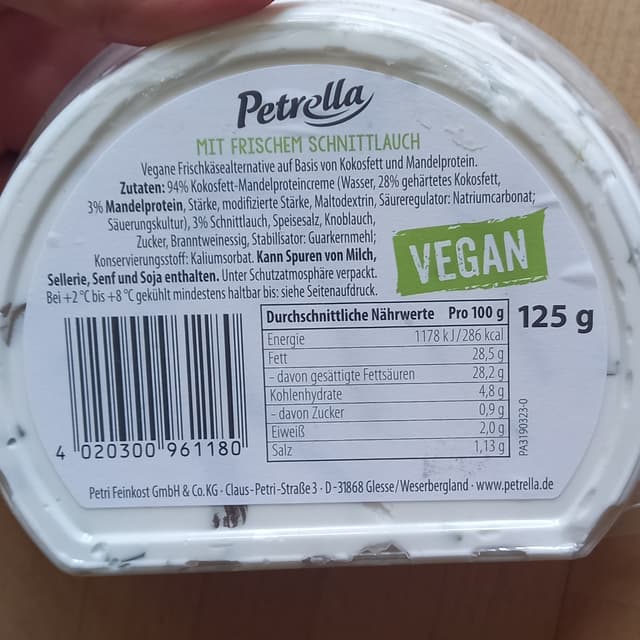 Petrella
MIT FRISCHEM SCHNITTLAUCH
Vegane Frischkäsealternative auf Basis von Kokosfett und Mandelprotein.
Zutaten: 94% Kokosfett-Mandelproteincreme (Wasser, 28% gehärtetes Kokosfett,
3% Mandelprotein, Stärke, modifizierte Stärke, Maltodextrin, Säureregulator: Natriumcarbonat;
Säuerungskultur), 3% Schnittlauch, Speisesalz, Knoblauch,
Zucker, Branntweinessig, Stabilisator: Guarkernmehl;
Konservierungsstoff: Kaliumsorbat. Kann Spuren von Milch,
Sellerie, Senf und Soja enthalten. Unter Schutzatmosphäre verpackt.
Bei +2 °C bis +8 °C gekühlt mindestens haltbar bis: siehe Seitenaufdruck.
VEGAN
Durchschnittliche Nährwerte Pro 100 g
Energie 1178 kJ/286 kcal
Fett 28,5 g
- davon gesättigte Fettsäuren 28,2 g
Kohlenhydrate 4,8 g
- davon Zucker 0,9 g
Eiweiß 2,0 g
Salz 1,13 g
125 g
PA3190323-0
4 020300 961180
Petri Feinkost GmbH & Co. KG · Claus-Petri-Straße 3 · D-31868 Glesse/Weserbergland · www.petrella.de